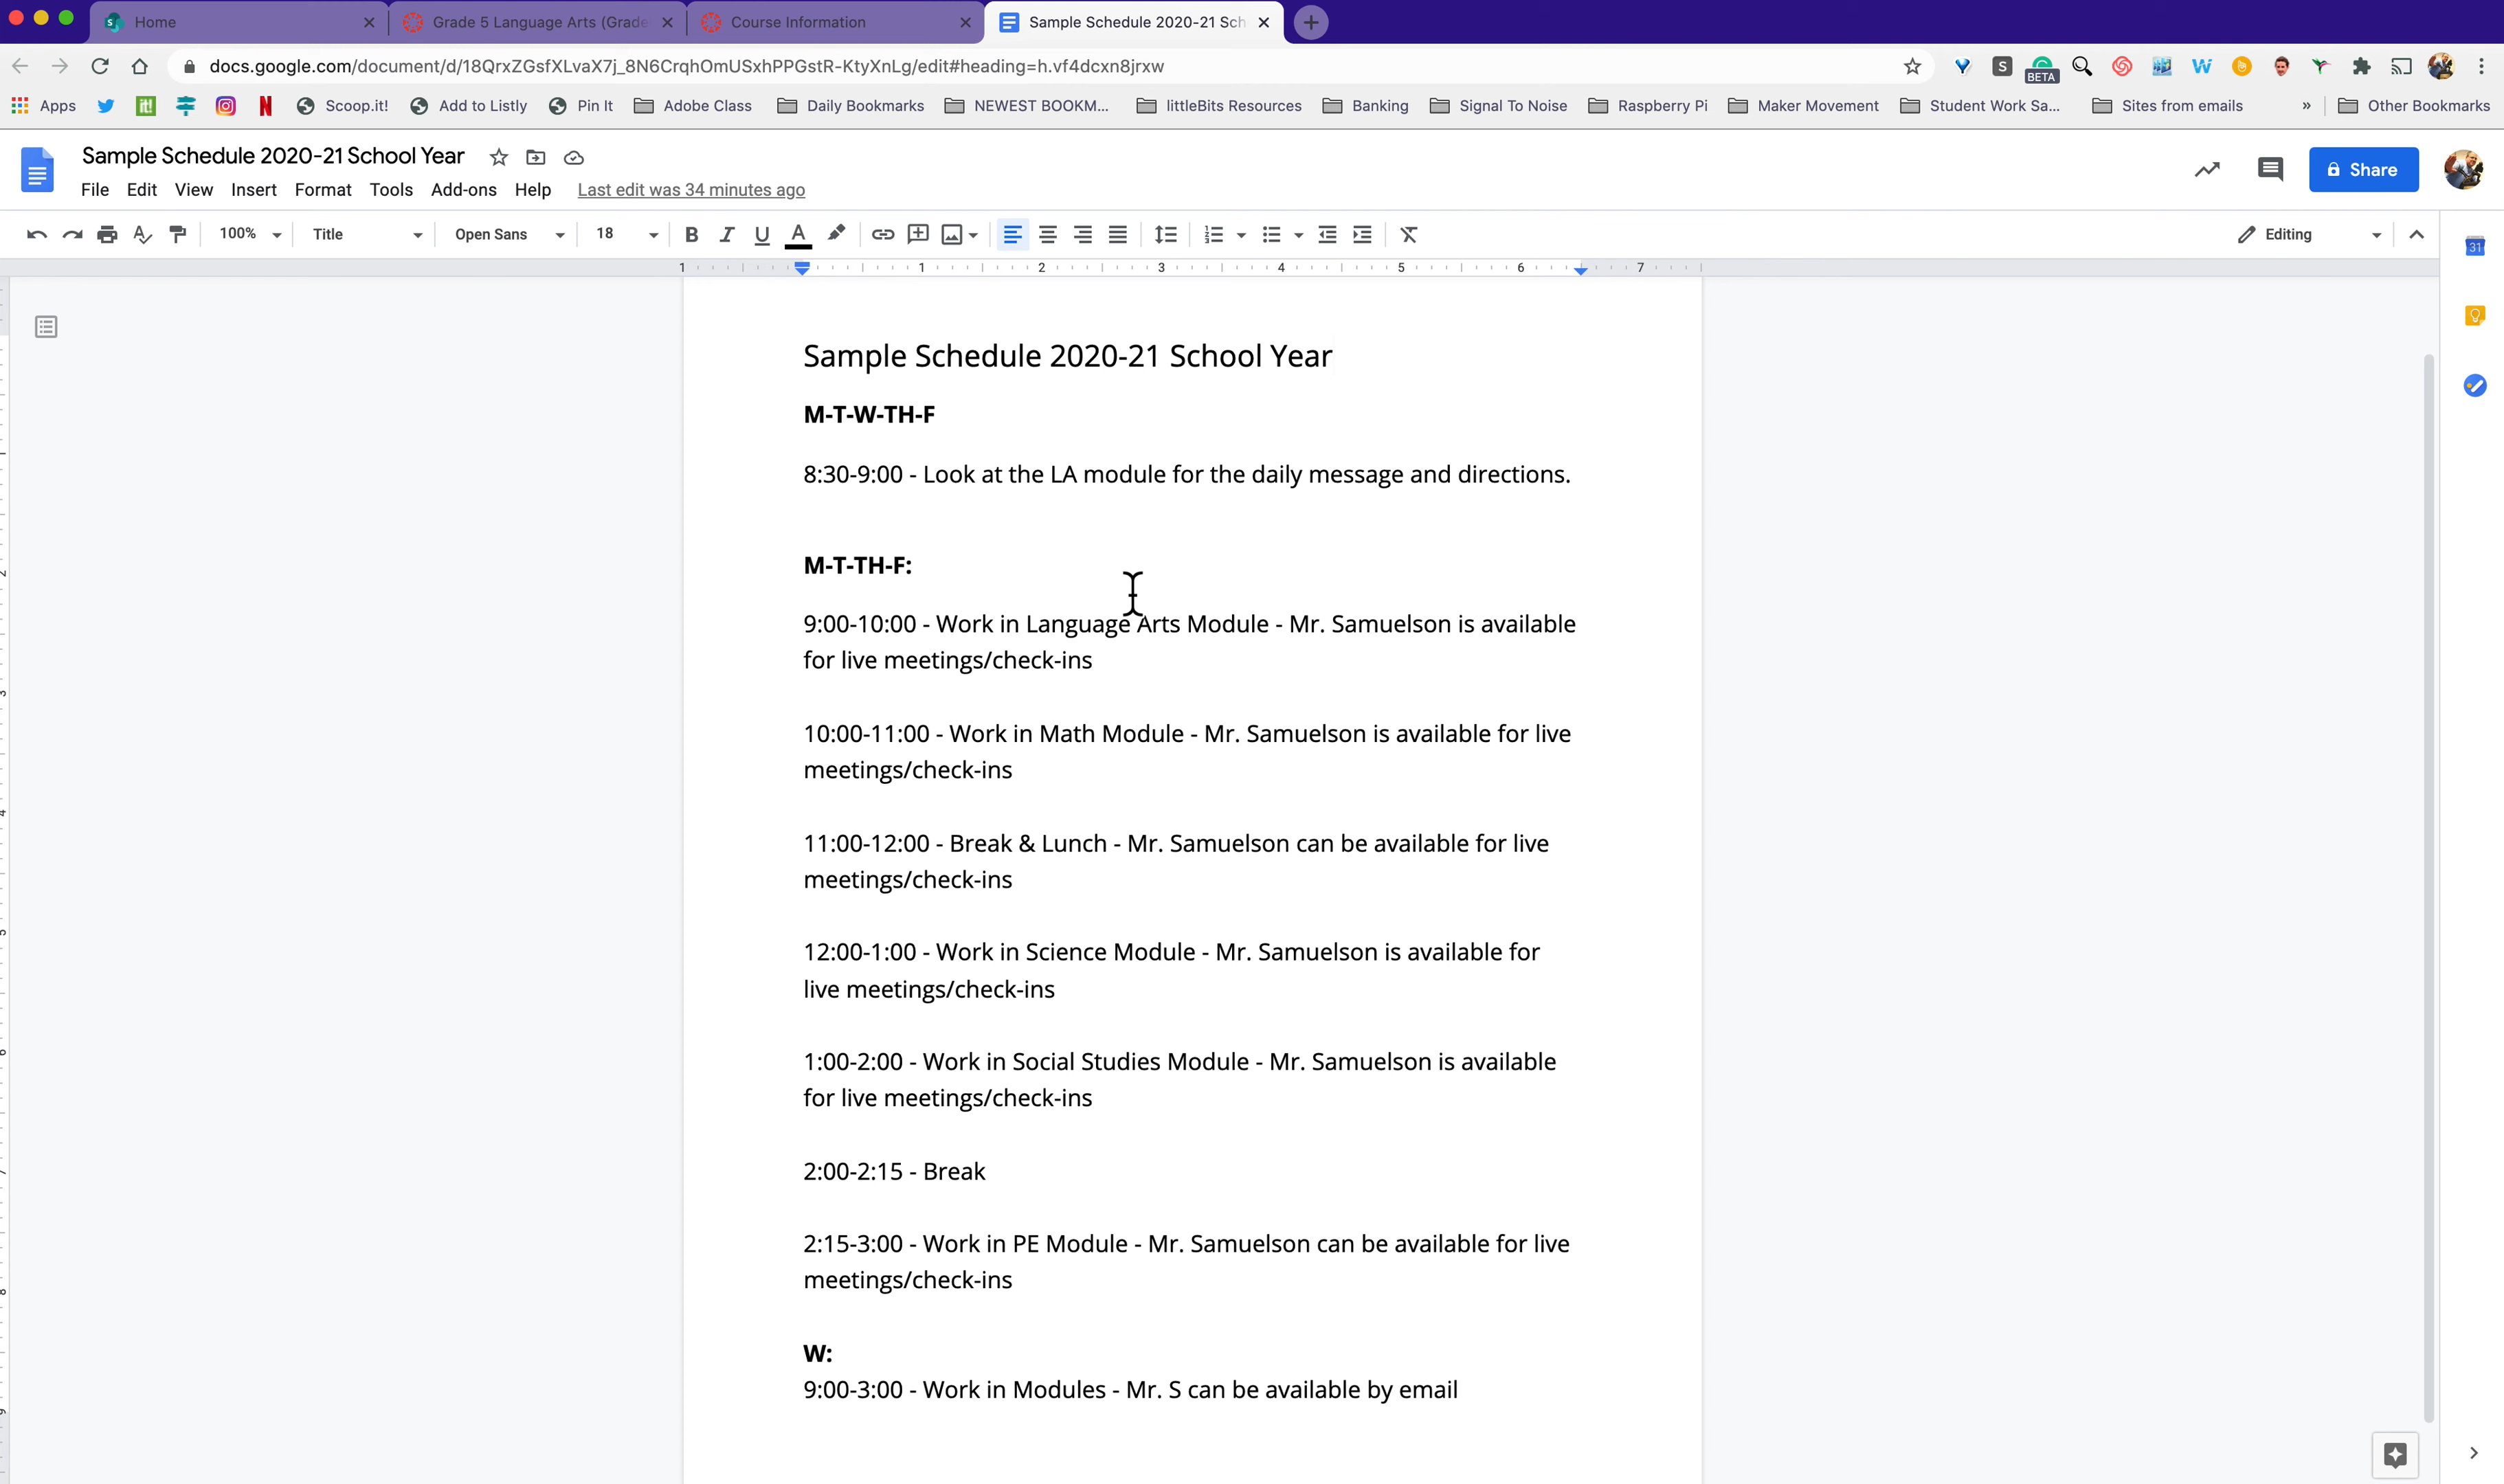 Home
Grade 5 Language Arts (Grade
Course Information
Sample Schedule 2020-21 Sch
docs.google.com/document/d/18QrxZGsfXLvaX7j_8N6CrqhOmUSxhPPGstR-KtyXnLg/edit#heading=h.vf4dcxn8jrxw
S
BETA
W
Apps
it!
N
Scoop.it!
Add to Listly
Pin It
Adobe Class
Daily Bookmarks
NEWEST BOOKM...
littleBits Resources
Banking
Signal To Noise
Raspberry Pi
Maker Movement
Student Work Sa...
Sites from emails
»
Other Bookmarks
Sample Schedule 2020-21 School Year
File Edit View Insert Format Tools Add-ons Help Last edit was 34 minutes ago
Share
100% Title Open Sans 18 B I U A Editing
31
1 1 2 3 4 5 6 7
Sample Schedule 2020-21 School Year
M-T-W-TH-F
8:30-9:00 - Look at the LA module for the daily message and directions.
M-T-TH-F:
9:00-10:00 - Work in Language Arts Module - Mr. Samuelson is available
for live meetings/check-ins
10:00-11:00 - Work in Math Module - Mr. Samuelson is available for live
meetings/check-ins
11:00-12:00 - Break & Lunch - Mr. Samuelson can be available for live
meetings/check-ins
12:00-1:00 - Work in Science Module - Mr. Samuelson is available for
live meetings/check-ins
1:00-2:00 - Work in Social Studies Module - Mr. Samuelson is available
for live meetings/check-ins
2:00-2:15 - Break
2:15-3:00 - Work in PE Module - Mr. Samuelson can be available for live
meetings/check-ins
W:
9:00-3:00 - Work in Modules - Mr. S can be available by email